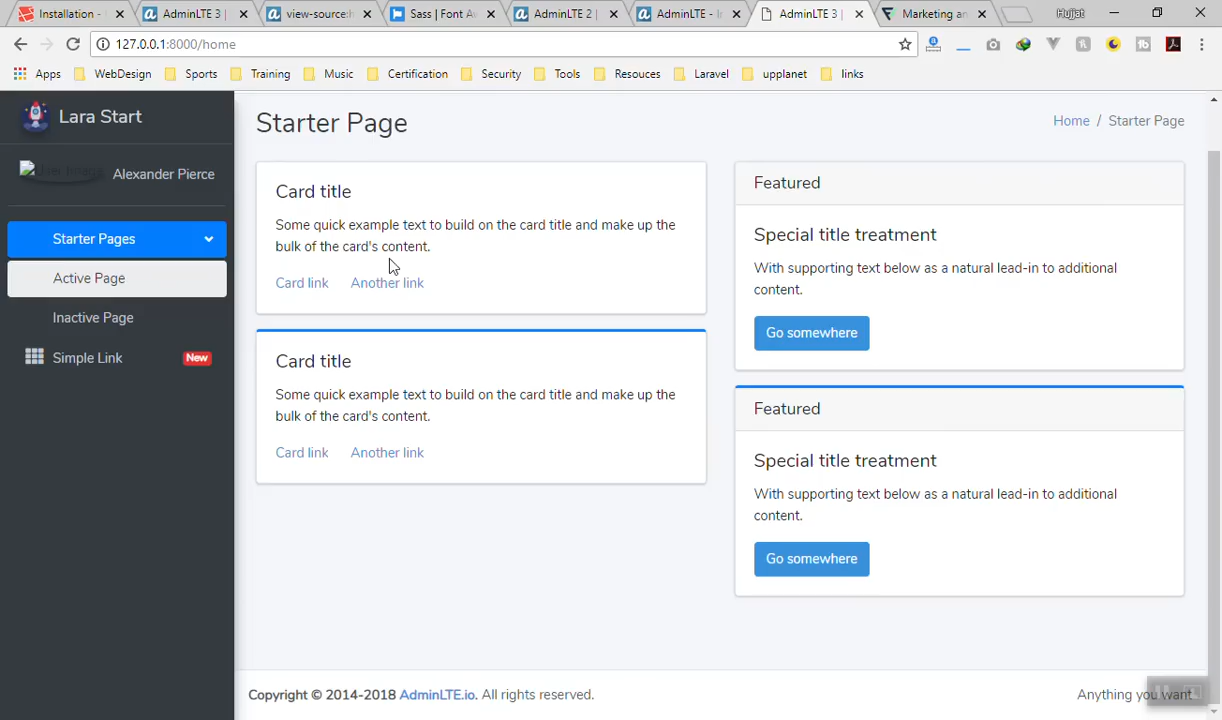 Installation -
AdminLTE 3 |
view-source:h
Sass | Font Aw
AdminLTE 2 |
AdminLTE - In
AdminLTE 3 |
Marketing an
Hujjat
127.0.0.1:8000/home
Apps
WebDesign
Sports
Training
Music
Certification
Security
Tools
Resouces
Laravel
upplanet
links
Lara Start
Alexander Pierce
Starter Pages
Active Page
Inactive Page
Simple Link
New
Starter Page
Home / Starter Page
Card title
Some quick example text to build on the card title and make up the
bulk of the card's content.
Card link Another link
Card title
Some quick example text to build on the card title and make up the
bulk of the card's content.
Card link Another link
Featured
Special title treatment
With supporting text below as a natural lead-in to additional
content.
Go somewhere
Featured
Special title treatment
With supporting text below as a natural lead-in to additional
content.
Go somewhere
Copyright © 2014-2018 AdminLTE.io. All rights reserved.
Anything you want